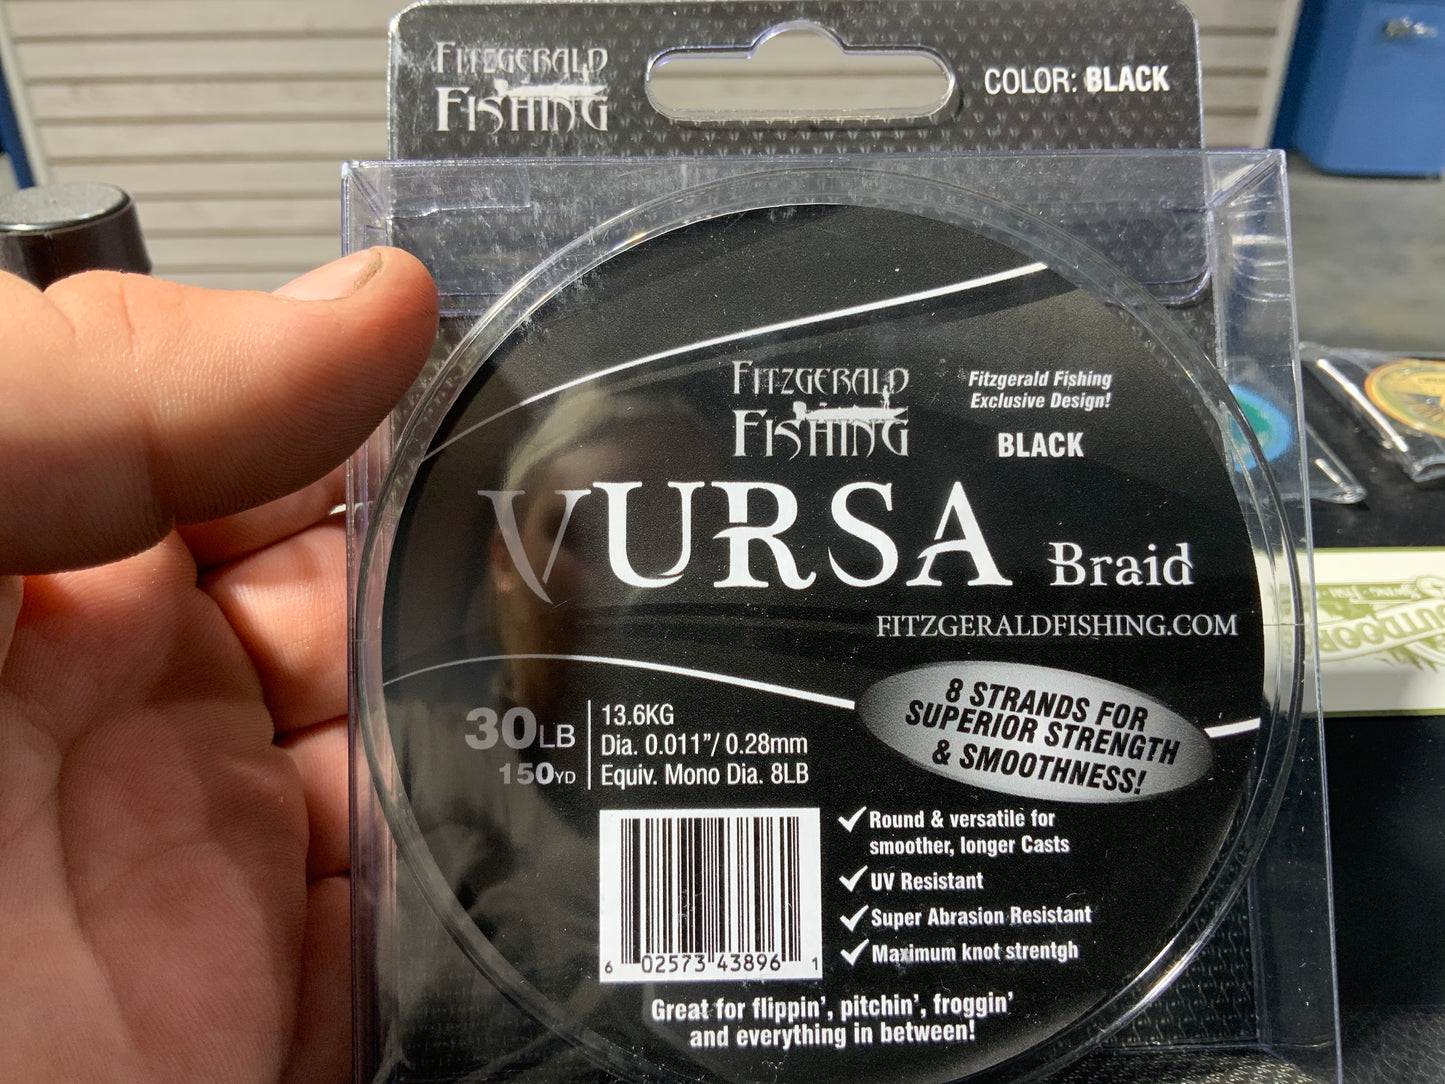 FITZGERALD
FISHING
COLOR: BLACK
FITZGERALD
FISHING
Fitzgerald Fishing
Exclusive Design!
BLACK
VURSA Braid
FITZGERALDFISHING.COM
8 STRANDS FOR
SUPERIOR STRENGTH
& SMOOTHNESS!
30LB
150YD
13.6KG
Dia. 0.011”/ 0.28mm
Equiv. Mono Dia. 8LB
Round & versatile for
smoother, longer Casts
UV Resistant
Super Abrasion Resistant
Maximum knot strentgh
6 02573 43896 1
Great for flippin’, pitchin’, froggin’
and everything in between!